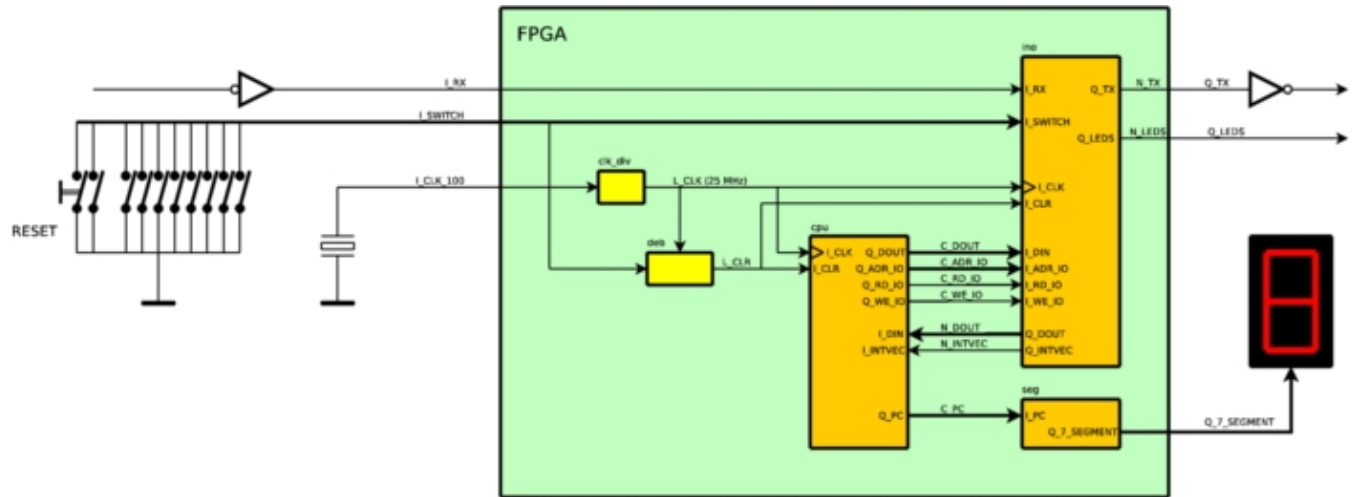 FPGA
ino
I_RX
I_RX
Q_TX
N_TX
Q_TX
I_SWITCH
I_SWITCH
Q_LEDS
N_LEDS
Q_LEDS
clk_div
I_CLK_100
L_CLK (25 MHz)
I_CLK
I_CLR
RESET
deb
L_CLR
cpu
I_CLK
Q_DOUT
C_DOUT
I_DIN
I_CLR
Q_ADR_IO
C_ADR_IO
I_ADR_IO
Q_RD_IO
C_RD_IO
I_RD_IO
Q_WE_IO
C_WE_IO
I_WE_IO
I_DIN
N_DOUT
Q_DOUT
I_INTVEC
N_INTVEC
Q_INTVEC
seg
Q_PC
C_PC
I_PC
Q_7_SEGMENT
Q_7_SEGMENT
8